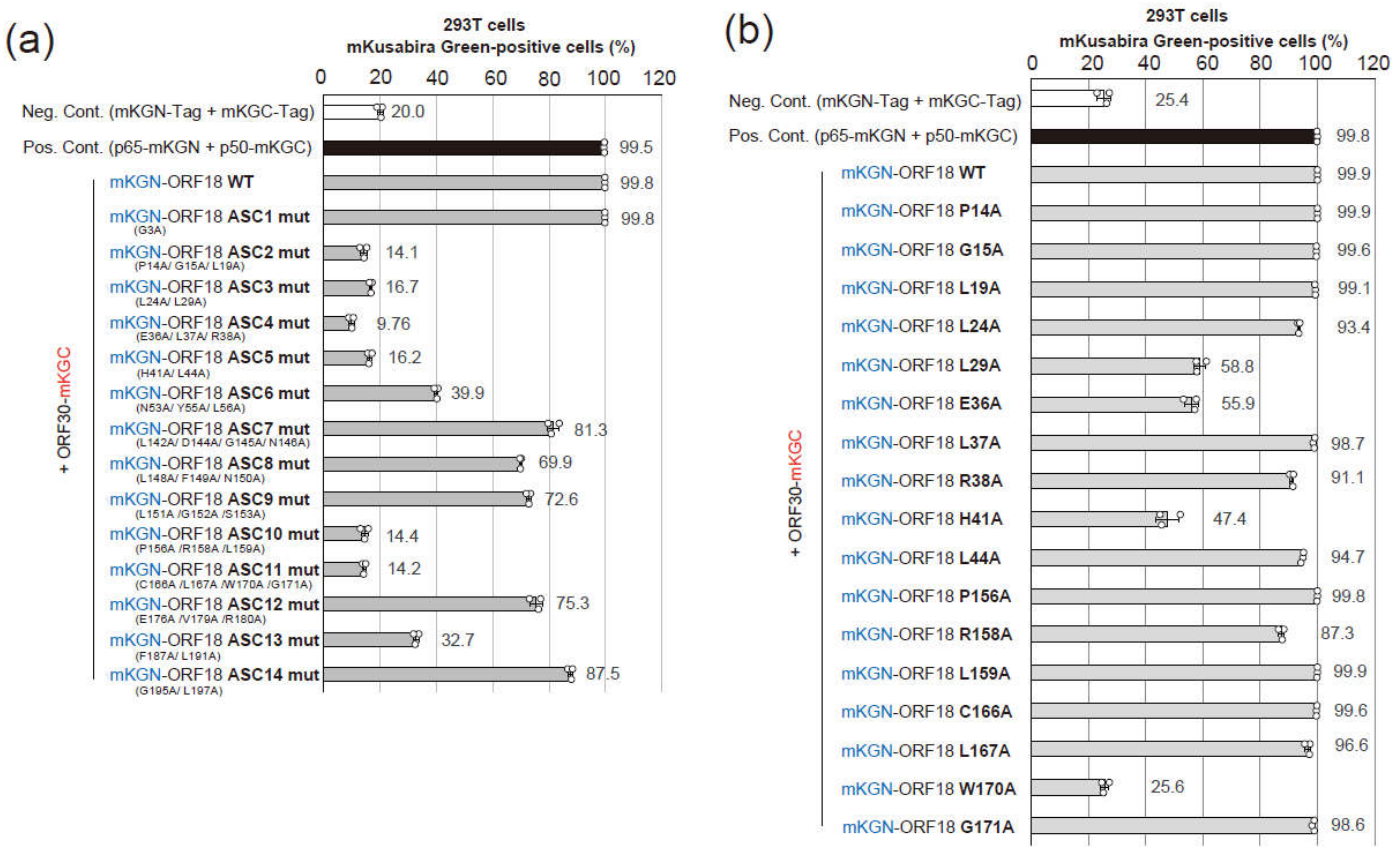 (a)
293T cells
mKusabira Green-positive cells (%)
0 20 40 60 80 100 120
Neg. Cont. (mKGN-Tag + mKGC-Tag) 20.0
Pos. Cont. (p65-mKGN + p50-mKGC) 99.5
+ ORF30-mKGC
mKGN-ORF18 WT 99.8
mKGN-ORF18 ASC1 mut 99.8
(G3A)
mKGN-ORF18 ASC2 mut 14.1
(P14A/ G15A/ L19A)
mKGN-ORF18 ASC3 mut 16.7
(L24A/ L29A)
mKGN-ORF18 ASC4 mut 9.76
(E36A/ L37A/ R38A)
mKGN-ORF18 ASC5 mut 16.2
(H41A/ L44A)
mKGN-ORF18 ASC6 mut 39.9
(N53A/ Y55A/ L56A)
mKGN-ORF18 ASC7 mut 81.3
(L142A/ D144A/ G145A/ N146A)
mKGN-ORF18 ASC8 mut 69.9
(L148A/ F149A/ N150A)
mKGN-ORF18 ASC9 mut 72.6
(L151A /G152A /S153A)
mKGN-ORF18 ASC10 mut 14.4
(P156A /R158A /L159A)
mKGN-ORF18 ASC11 mut 14.2
(C166A /L167A /W170A /G171A)
mKGN-ORF18 ASC12 mut 75.3
(E176A /V179A /R180A)
mKGN-ORF18 ASC13 mut 32.7
(F187A/ L191A)
mKGN-ORF18 ASC14 mut 87.5
(G195A/ L197A)
(b)
293T cells
mKusabira Green-positive cells (%)
0 20 40 60 80 100 120
Neg. Cont. (mKGN-Tag + mKGC-Tag) 25.4
Pos. Cont. (p65-mKGN + p50-mKGC) 99.8
+ ORF30-mKGC
mKGN-ORF18 WT 99.9
mKGN-ORF18 P14A 99.9
mKGN-ORF18 G15A 99.6
mKGN-ORF18 L19A 99.1
mKGN-ORF18 L24A 93.4
mKGN-ORF18 L29A 58.8
mKGN-ORF18 E36A 55.9
mKGN-ORF18 L37A 98.7
mKGN-ORF18 R38A 91.1
mKGN-ORF18 H41A 47.4
mKGN-ORF18 L44A 94.7
mKGN-ORF18 P156A 99.8
mKGN-ORF18 R158A 87.3
mKGN-ORF18 L159A 99.9
mKGN-ORF18 C166A 99.6
mKGN-ORF18 L167A 96.6
mKGN-ORF18 W170A 25.6
mKGN-ORF18 G171A 98.6